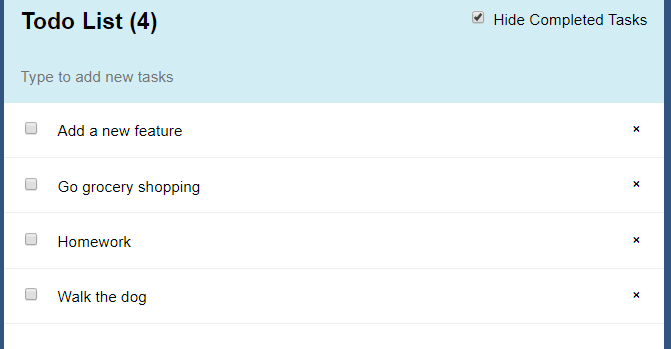 Todo List (4)
Hide Completed Tasks
Type to add new tasks
Add a new feature
Go grocery shopping
Homework
Walk the dog